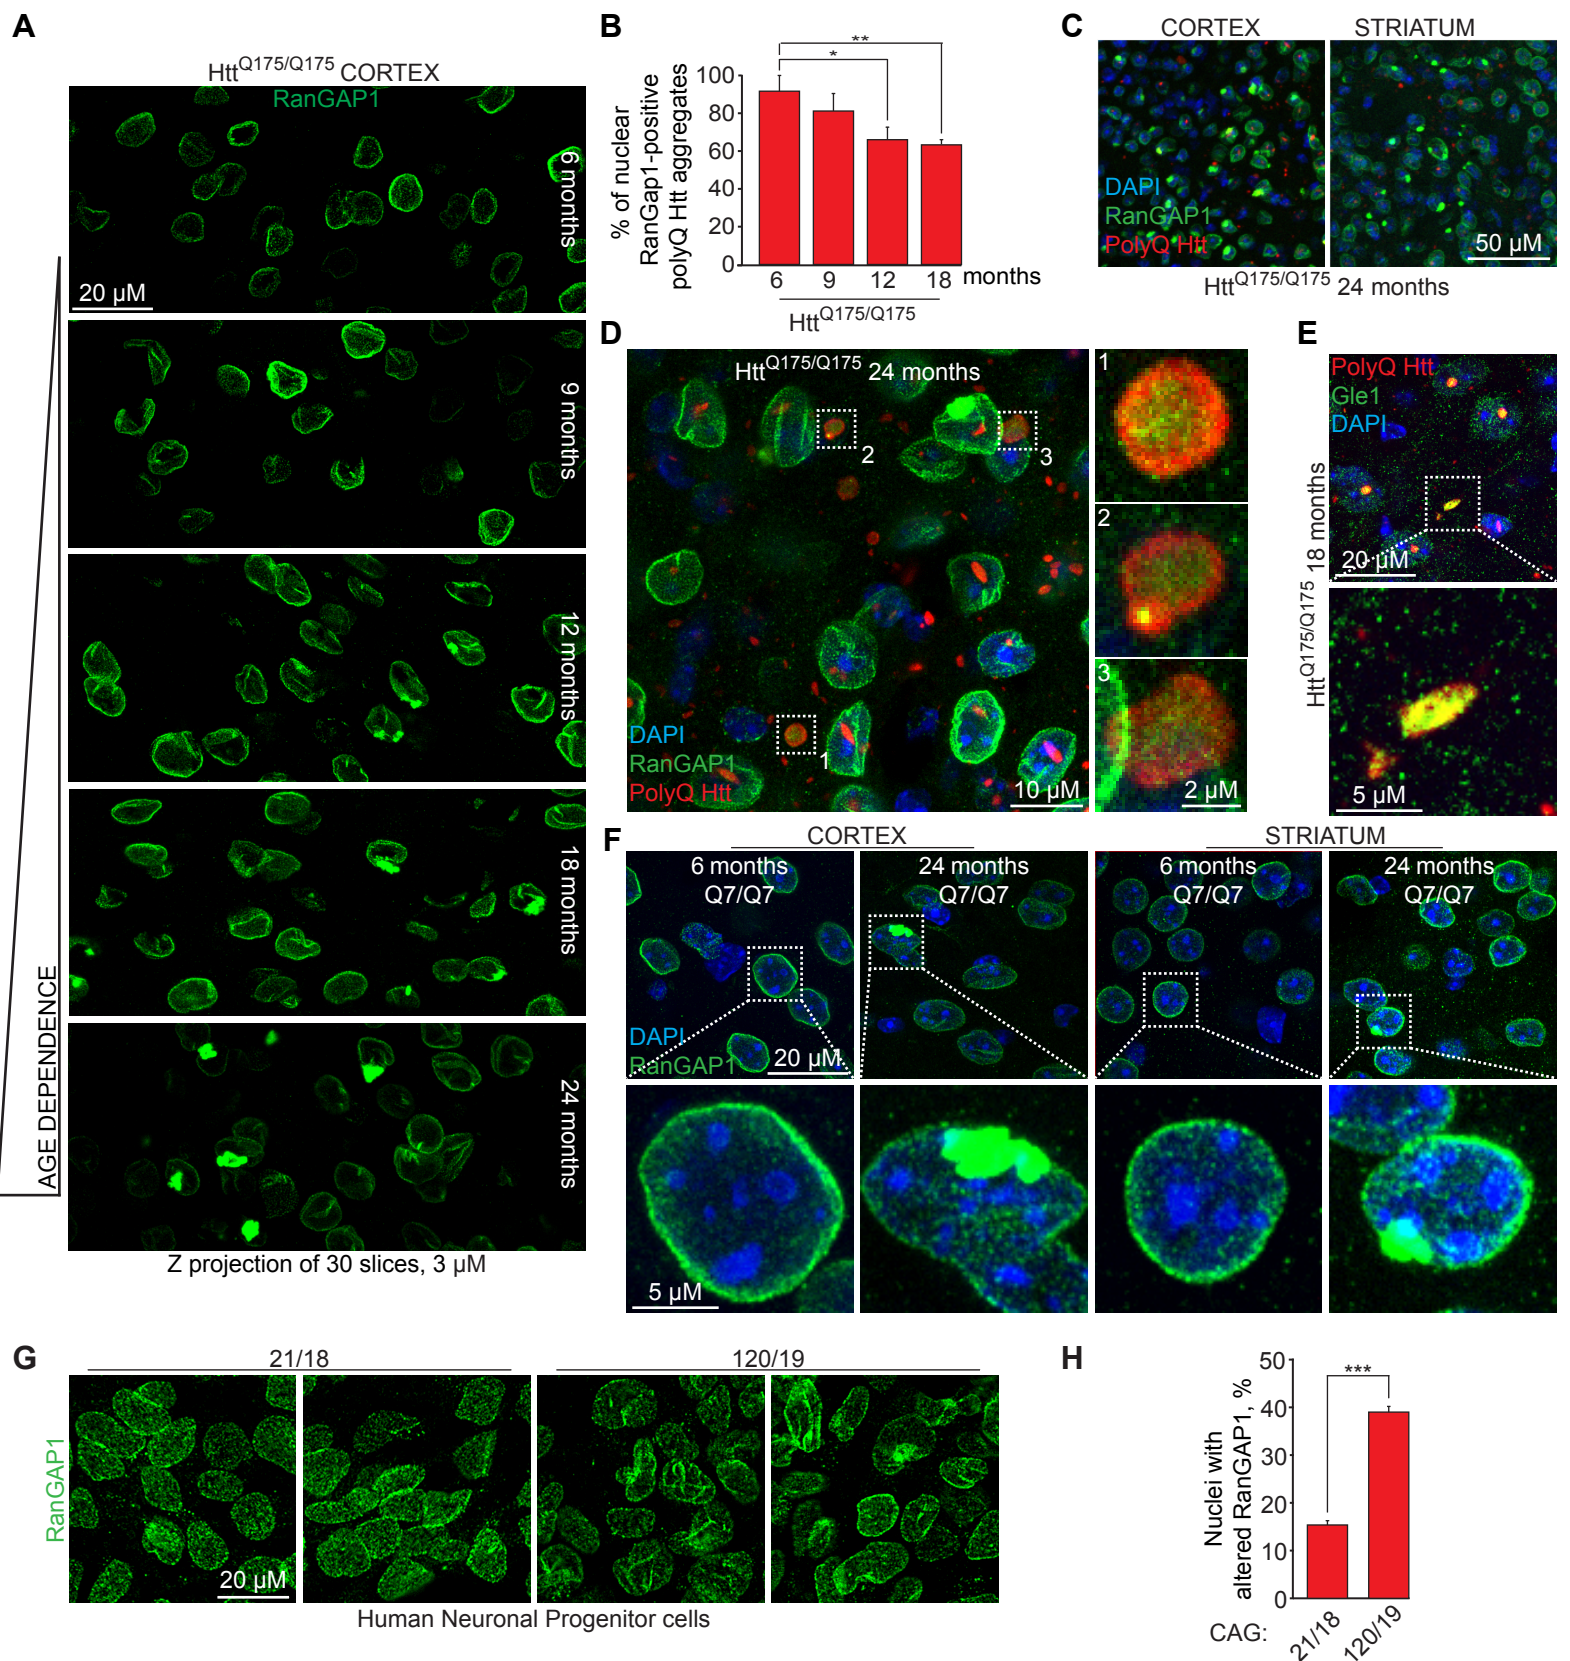 A
Htt^Q175/Q175 CORTEX
RanGAP1
6 months
20 µM
9 months
12 months
18 months
24 months
AGE DEPENDENCE
Z projection of 30 slices, 3 µM
B
% of nuclear
RanGap1-positive
polyQ Htt aggregates
**
*
100
80
60
40
20
0
6 9 12 18 months
Htt^Q175/Q175
C
CORTEX STRIATUM
DAPI
RanGAP1
PolyQ Htt
50 µM
Htt^Q175/Q175 24 months
D
Htt^Q175/Q175 24 months
2
3
1
DAPI
RanGAP1
PolyQ Htt
10 µM
1
2
3
2 µM
E
PolyQ Htt
Gle1
DAPI
20 µM
Htt^Q175/Q175 18 months
5 µM
F
CORTEX STRIATUM
6 months
Q7/Q7
24 months
Q7/Q7
6 months
Q7/Q7
24 months
Q7/Q7
DAPI
RanGAP1
20 µM
5 µM
G
21/18 120/19
RanGAP1
20 µM
Human Neuronal Progenitor cells
H
Nuclei with
altered RanGAP1, %
***
50
40
30
20
10
0
CAG: 21/18 120/19